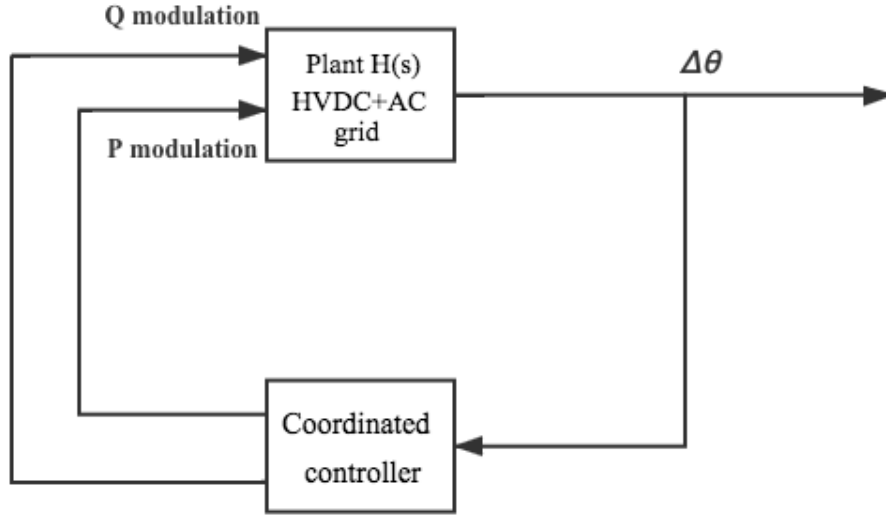 Q modulation
Plant H(s)
HVDC+AC
grid
Δθ
P modulation
Coordinated
controller